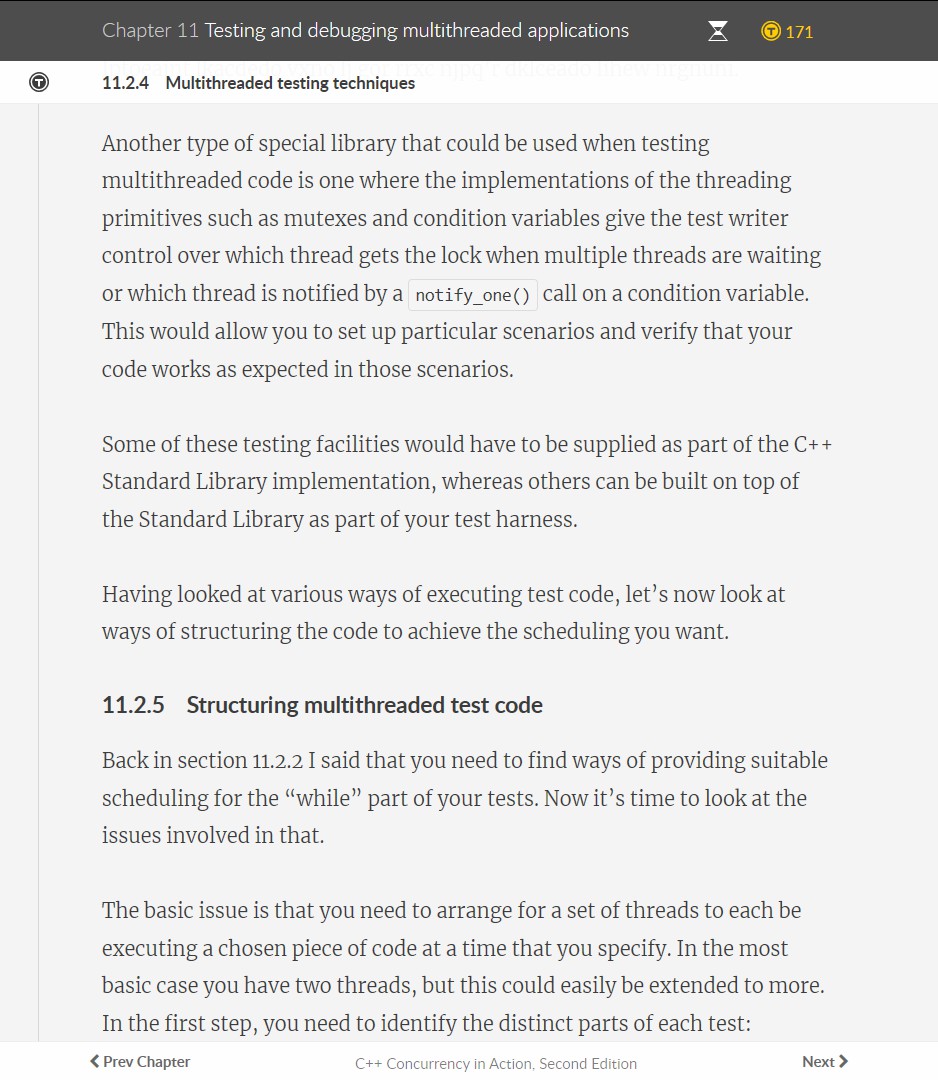 Chapter 11 Testing and debugging multithreaded applications
171
11.2.4 Multithreaded testing techniques
Another type of special library that could be used when testing
multithreaded code is one where the implementations of the threading
primitives such as mutexes and condition variables give the test writer
control over which thread gets the lock when multiple threads are waiting
or which thread is notified by a notify_one() call on a condition variable.
This would allow you to set up particular scenarios and verify that your
code works as expected in those scenarios.
Some of these testing facilities would have to be supplied as part of the C++
Standard Library implementation, whereas others can be built on top of
the Standard Library as part of your test harness.
Having looked at various ways of executing test code, let’s now look at
ways of structuring the code to achieve the scheduling you want.
11.2.5 Structuring multithreaded test code
Back in section 11.2.2 I said that you need to find ways of providing suitable
scheduling for the “while” part of your tests. Now it’s time to look at the
issues involved in that.
The basic issue is that you need to arrange for a set of threads to each be
executing a chosen piece of code at a time that you specify. In the most
basic case you have two threads, but this could easily be extended to more.
In the first step, you need to identify the distinct parts of each test:
Prev Chapter
C++ Concurrency in Action, Second Edition
Next